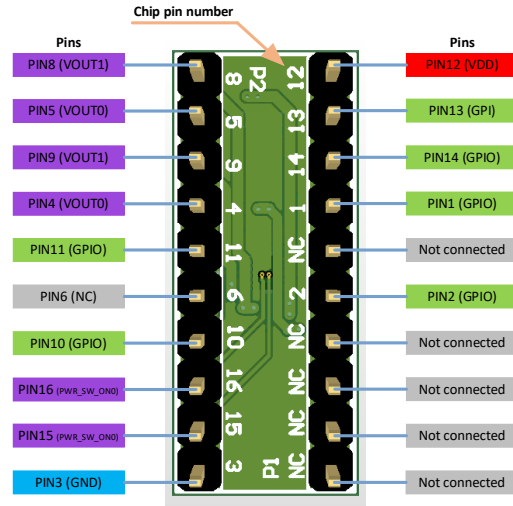 Chip pin number
Pins
Pins
PIN8 (VOUT1)
8
P2
12
PIN12 (VDD)
PIN5 (VOUT0)
5
13
PIN13 (GPI)
PIN9 (VOUT1)
9
14
PIN14 (GPIO)
PIN4 (VOUT0)
4
1
PIN1 (GPIO)
PIN11 (GPIO)
11
NC
Not connected
PIN6 (NC)
6
2
PIN2 (GPIO)
PIN10 (GPIO)
10
NC
Not connected
PIN16 (PWR_SW_ON0)
16
NC
Not connected
PIN15 (PWR_SW_ON0)
15
NC
Not connected
PIN3 (GND)
3
P1
NC
Not connected